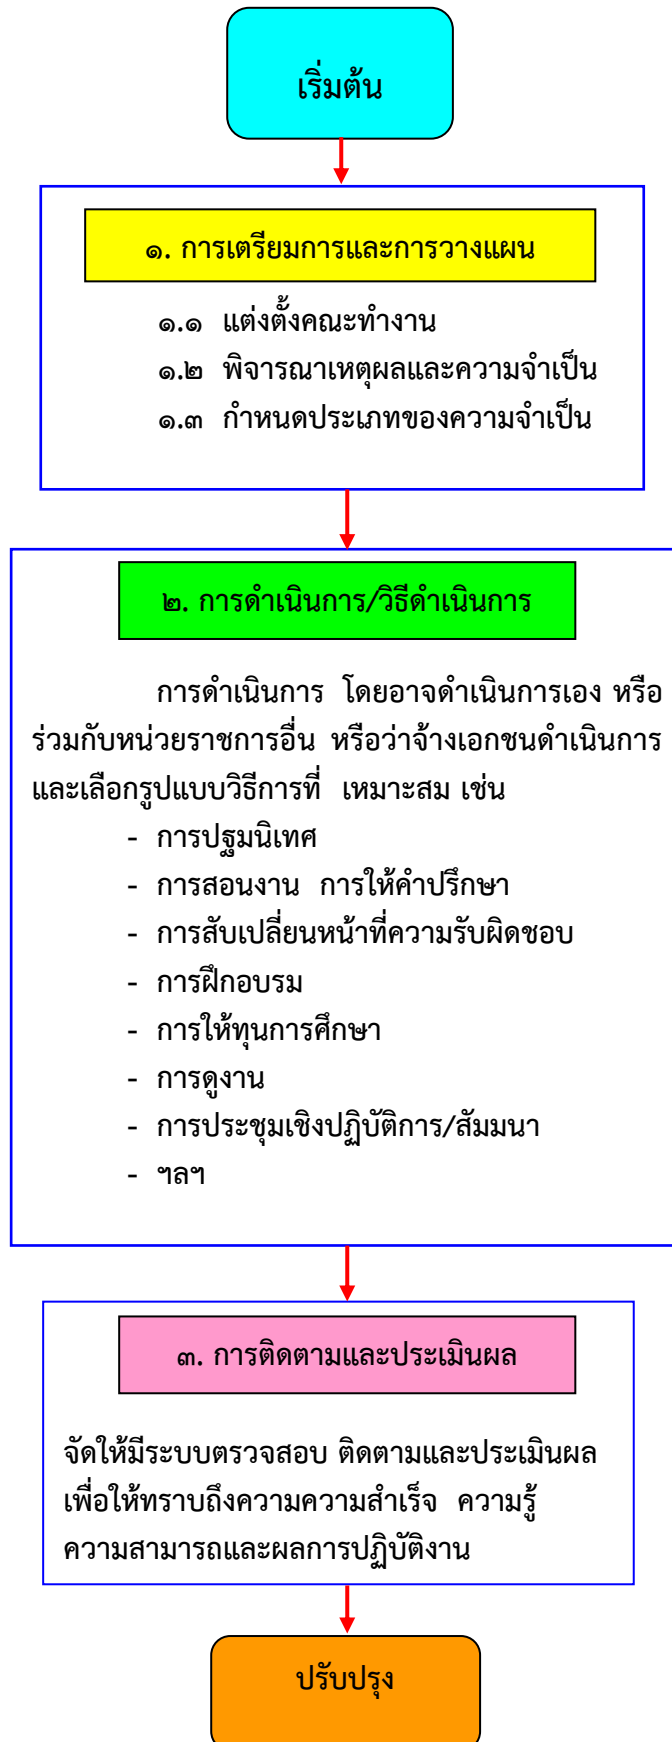 เริ่มต้น
๑. การเตรียมการและการวางแผน
๑.๑ แต่งตั้งคณะทำงาน
๑.๒ พิจารณาเหตุผลและความจำเป็น
๑.๓ กำหนดประเภทของความจำเป็น
๒. การดำเนินการ/วิธีดำเนินการ
การดำเนินการ โดยอาจดำเนินการเอง หรือ
ร่วมกับหน่วยราชการอื่น หรือว่าจ้างเอกชนดำเนินการ
และเลือกรูปแบบวิธีการที่ เหมาะสม เช่น
- การปฐมนิเทศ
- การสอนงาน การให้คำปรึกษา
- การสับเปลี่ยนหน้าที่ความรับผิดชอบ
- การฝึกอบรม
- การให้ทุนการศึกษา
- การดูงาน
- การประชุมเชิงปฏิบัติการ/สัมมนา
- ฯลฯ
๓. การติดตามและประเมินผล
จัดให้มีระบบตรวจสอบ ติดตามและประเมินผล
เพื่อให้ทราบถึงความความสำเร็จ ความรู้
ความสามารถและผลการปฏิบัติงาน
ปรับปรุง